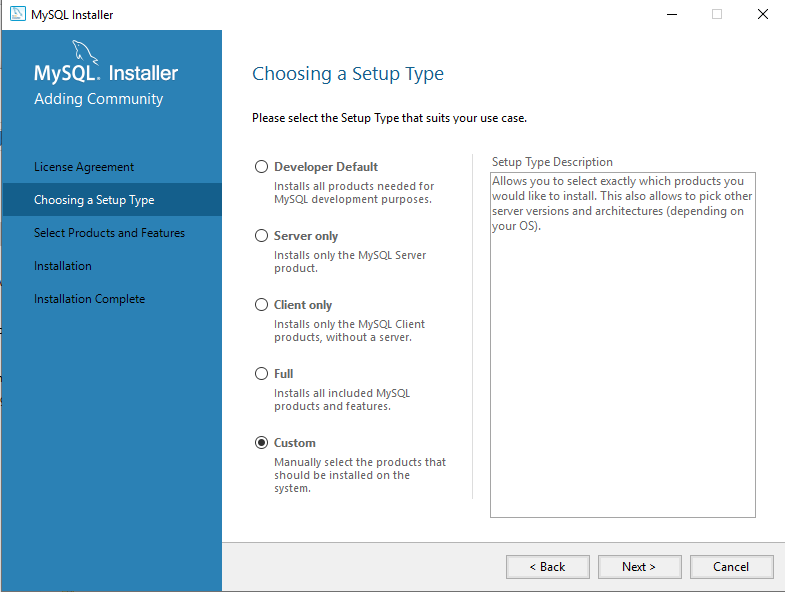 MySQL Installer
MySQL. Installer
Adding Community
License Agreement
Choosing a Setup Type
Select Products and Features
Installation
Installation Complete
Choosing a Setup Type
Please select the Setup Type that suits your use case.
Developer Default
Installs all products needed for
MySQL development purposes.
Server only
Installs only the MySQL Server
product.
Client only
Installs only the MySQL Client
products, without a server.
Full
Installs all included MySQL
products and features.
Custom
Manually select the products that
should be installed on the
system.
Setup Type Description
Allows you to select exactly which products you
would like to install. This also allows to pick other
server versions and architectures (depending on
your OS).
< Back
Next >
Cancel